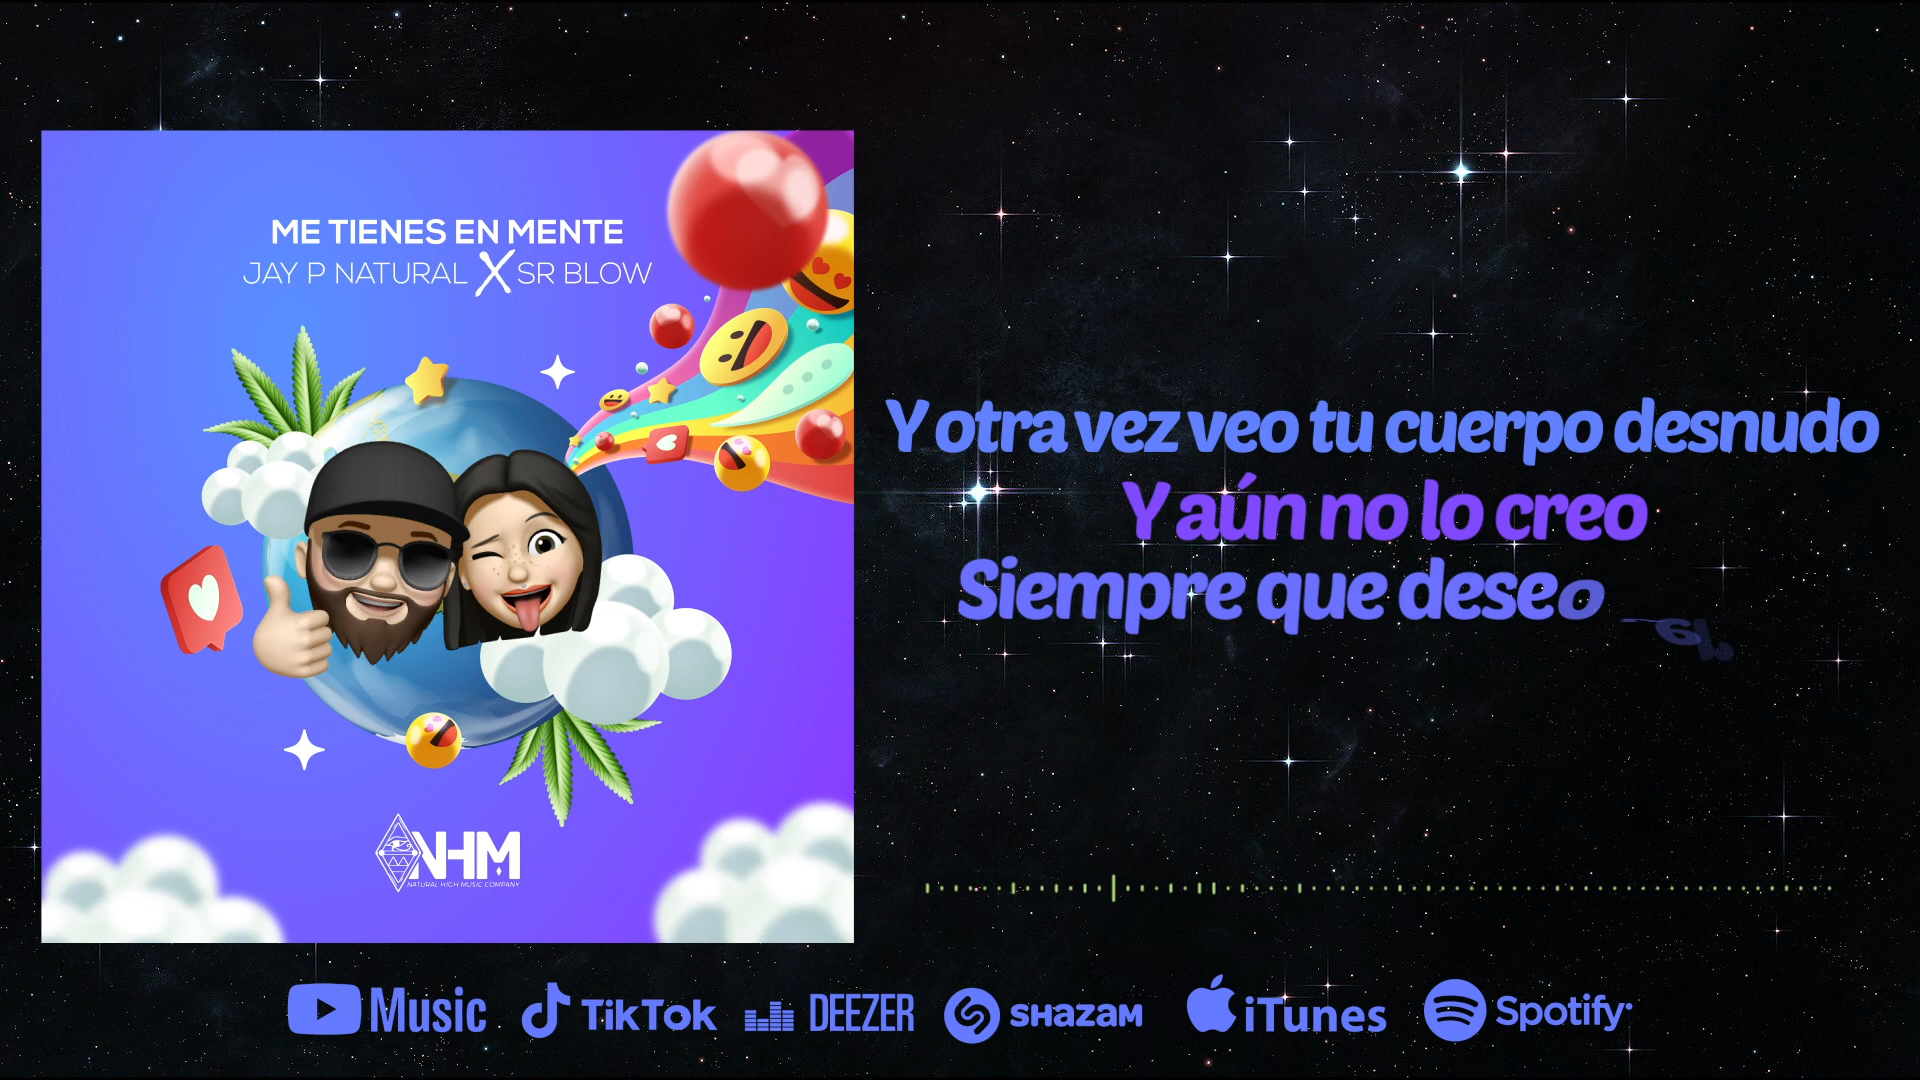 ME TIENES EN MENTE
JAY P NATURAL X SR BLOW
NHM
NATURAL HIGH MUSIC COMPANY
Y otra vez veo tu cuerpo desnudo
Y aún no lo creo
Siempre que deseo
Music
TikTok
DEEZER
SHAZAM
iTunes
Spotify